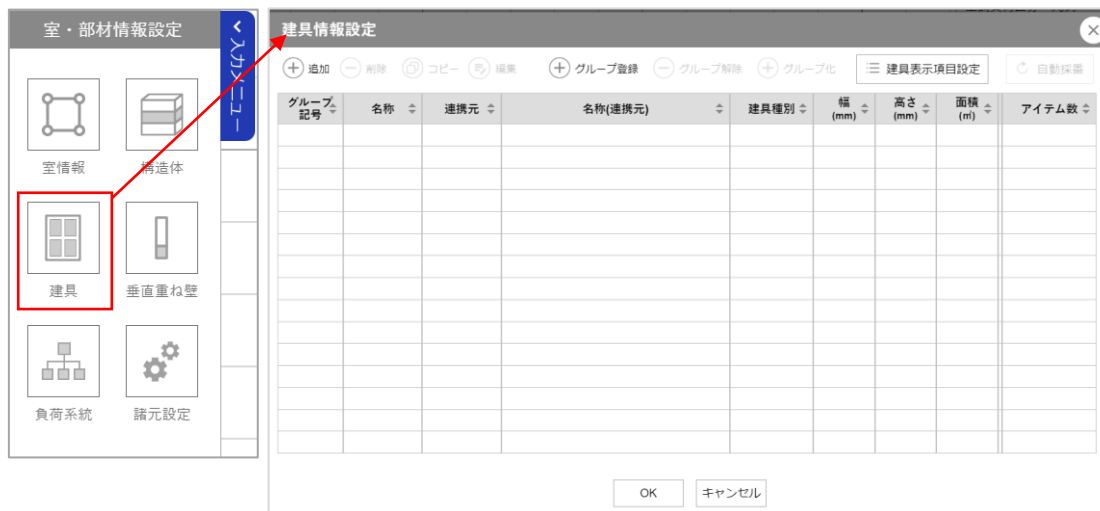 室・部材情報設定
入力メニュー
室情報
構造体
建具
垂直重ね壁
負荷系統
諸元設定
建具情報設定
追加 削除 コピー 編集 グループ登録 グループ解除 グループ化 建具表示項目設定 自動採番
グループ
記号
名称
連携元
名称(連携元)
建具種別
幅
(mm)
高さ
(mm)
面積
(㎡)
アイテム数
OK キャンセル